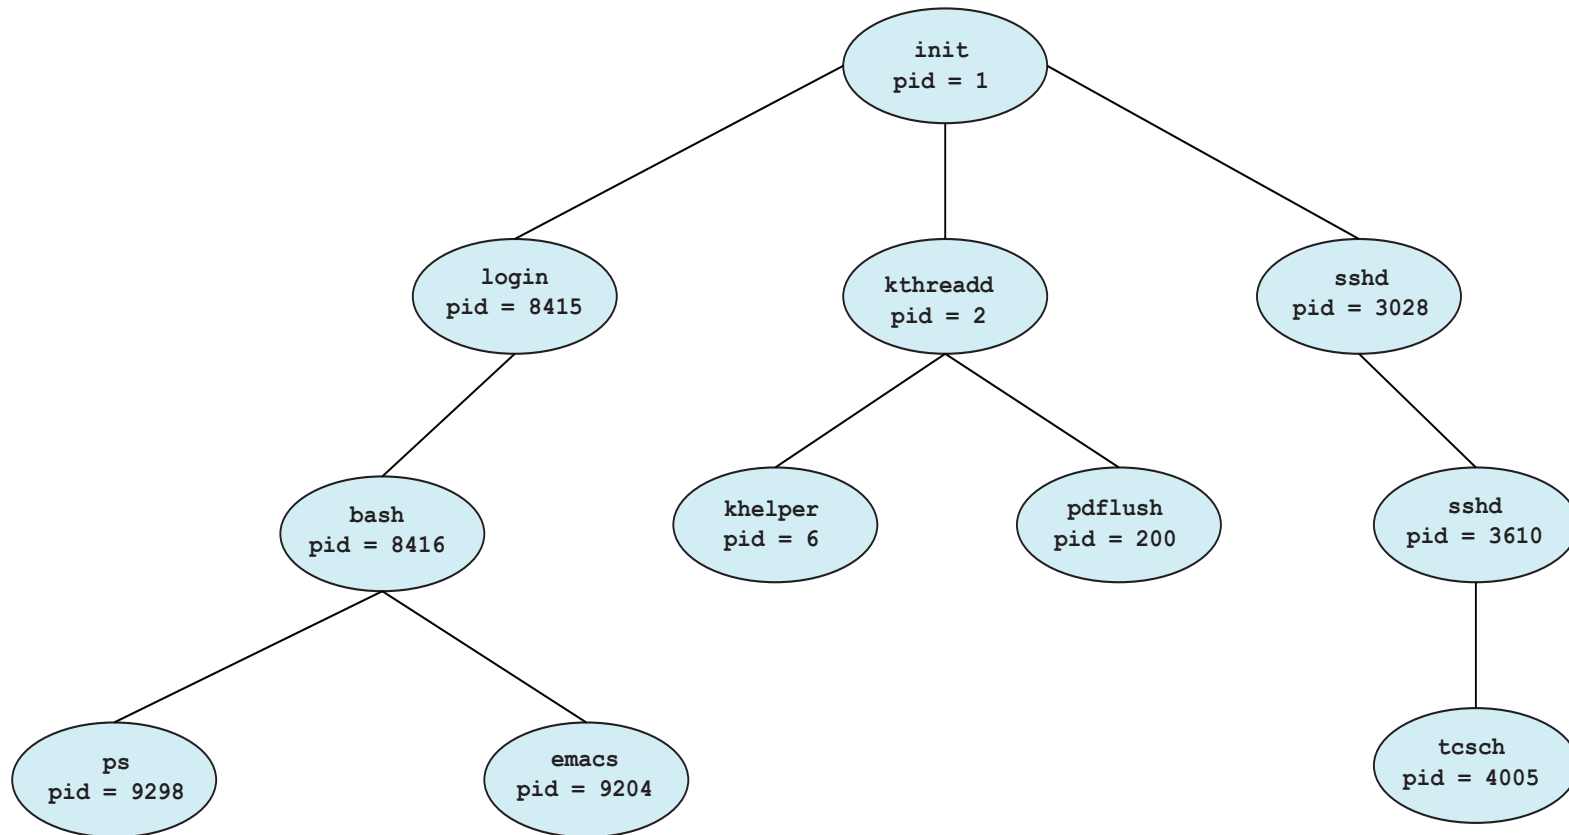 init
pid = 1
login
pid = 8415
kthreadd
pid = 2
sshd
pid = 3028
bash
pid = 8416
khelper
pid = 6
pdflush
pid = 200
sshd
pid = 3610
ps
pid = 9298
emacs
pid = 9204
tcsch
pid = 4005